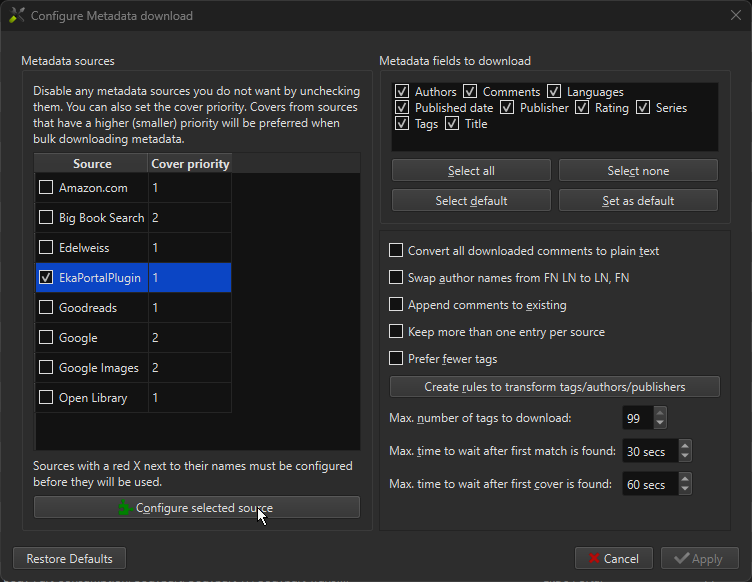 Configure Metadata download
Metadata sources
Disable any metadata sources you do not want by unchecking
them. You can also set the cover priority. Covers from sources
that have a higher (smaller) priority will be preferred when
bulk downloading metadata.
Source Cover priority
Amazon.com 1
Big Book Search 2
Edelweiss 1
EkaPortalPlugin 1
Goodreads 1
Google 2
Google Images 2
Open Library 1
Sources with a red X next to their names must be configured
before they will be used.
Configure selected source
Metadata fields to download
Authors Comments Languages
Published date Publisher Rating Series
Tags Title
Select all Select none
Select default Set as default
Convert all downloaded comments to plain text
Swap author names from FN LN to LN, FN
Append comments to existing
Keep more than one entry per source
Prefer fewer tags
Create rules to transform tags/authors/publishers
Max. number of tags to download: 99
Max. time to wait after first match is found: 30 secs
Max. time to wait after first cover is found: 60 secs
Restore Defaults Cancel Apply